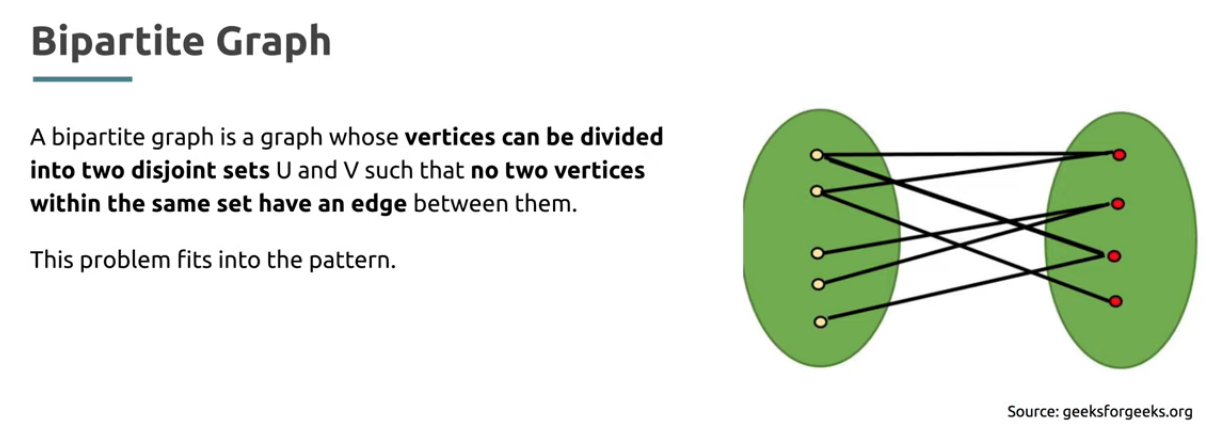 Bipartite Graph
A bipartite graph is a graph whose vertices can be divided
into two disjoint sets U and V such that no two vertices
within the same set have an edge between them.
This problem fits into the pattern.
Source: geeksforgeeks.org